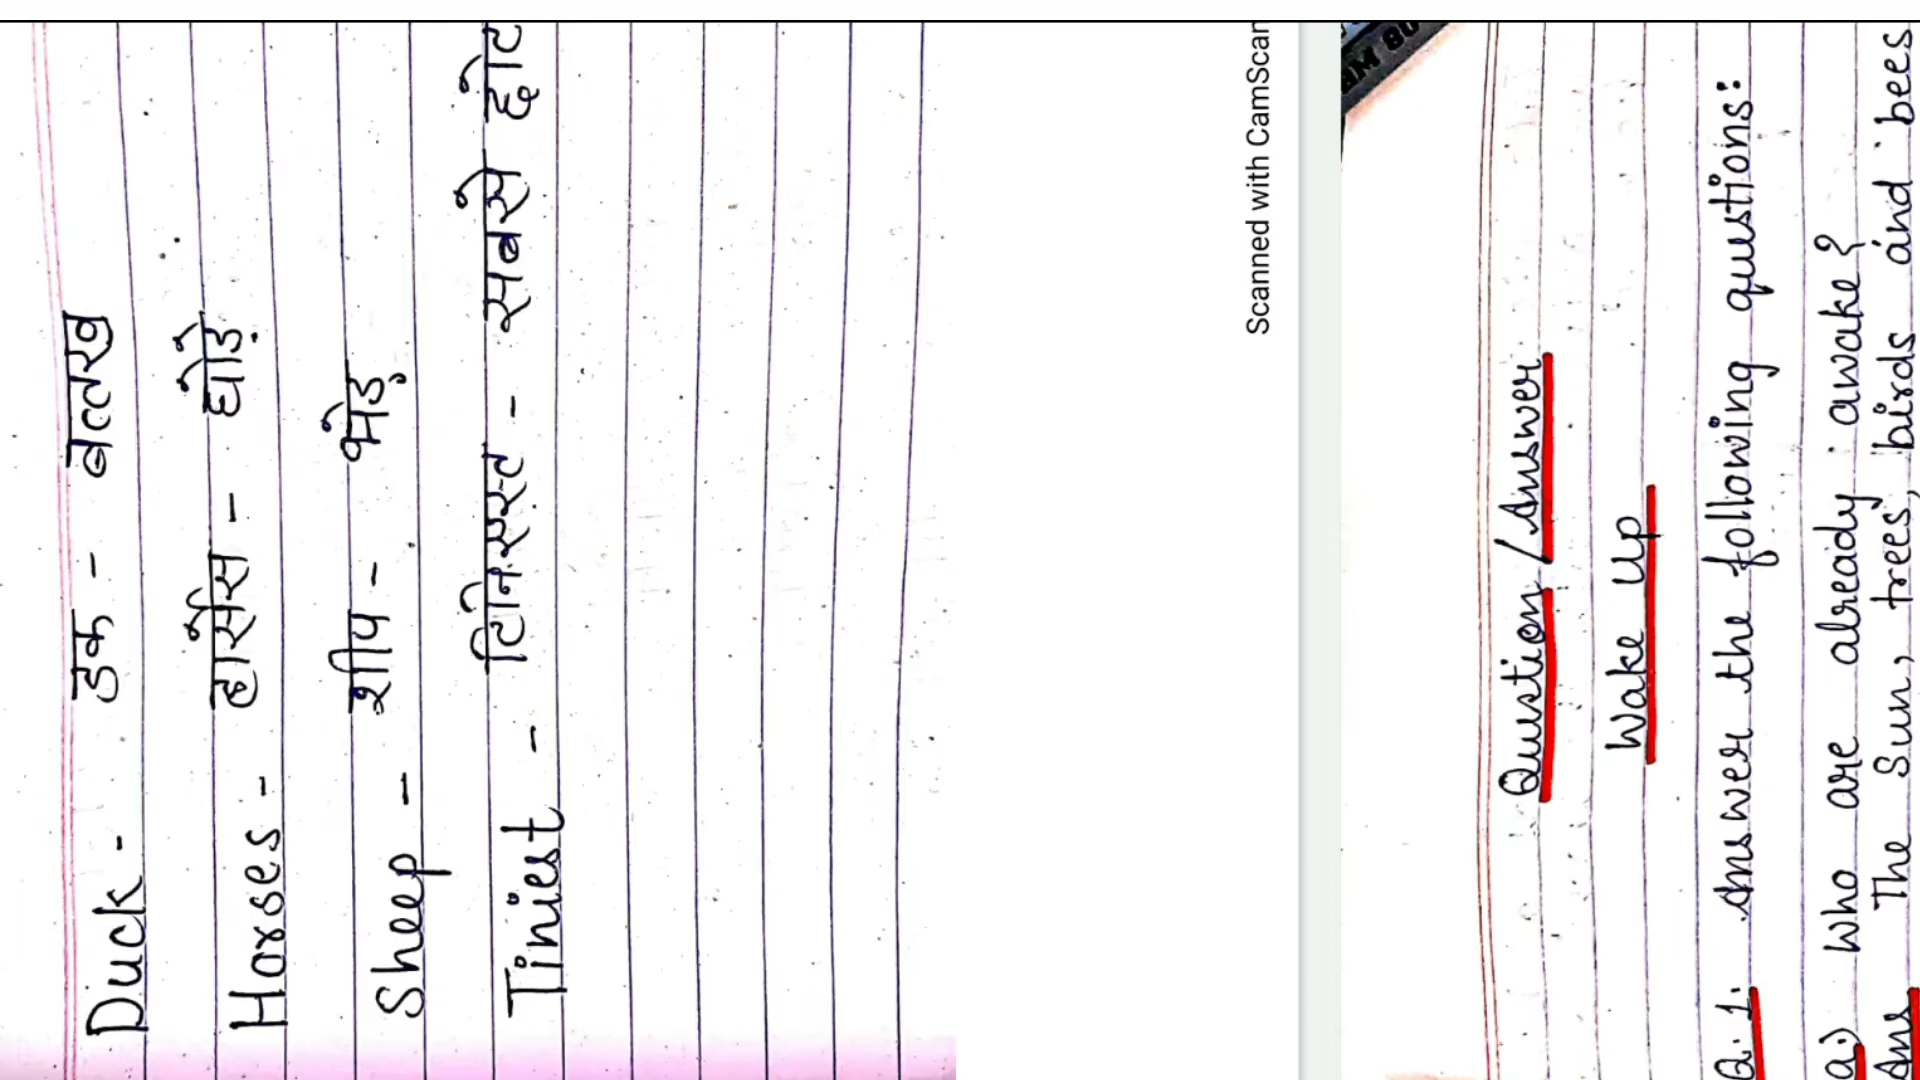 Duck - डक - बत्तख
Horses - हार्सेस - घोड़े
Sheep - शीप - भेड़
Tiniest - टिनिएस्ट - सबसे छोटे
Scanned with CamScan
Question / Answer
Wake Up
Q. 1. Answer the following questions:
a.) Who are already awake?
Ans The Sun, trees, birds and bees